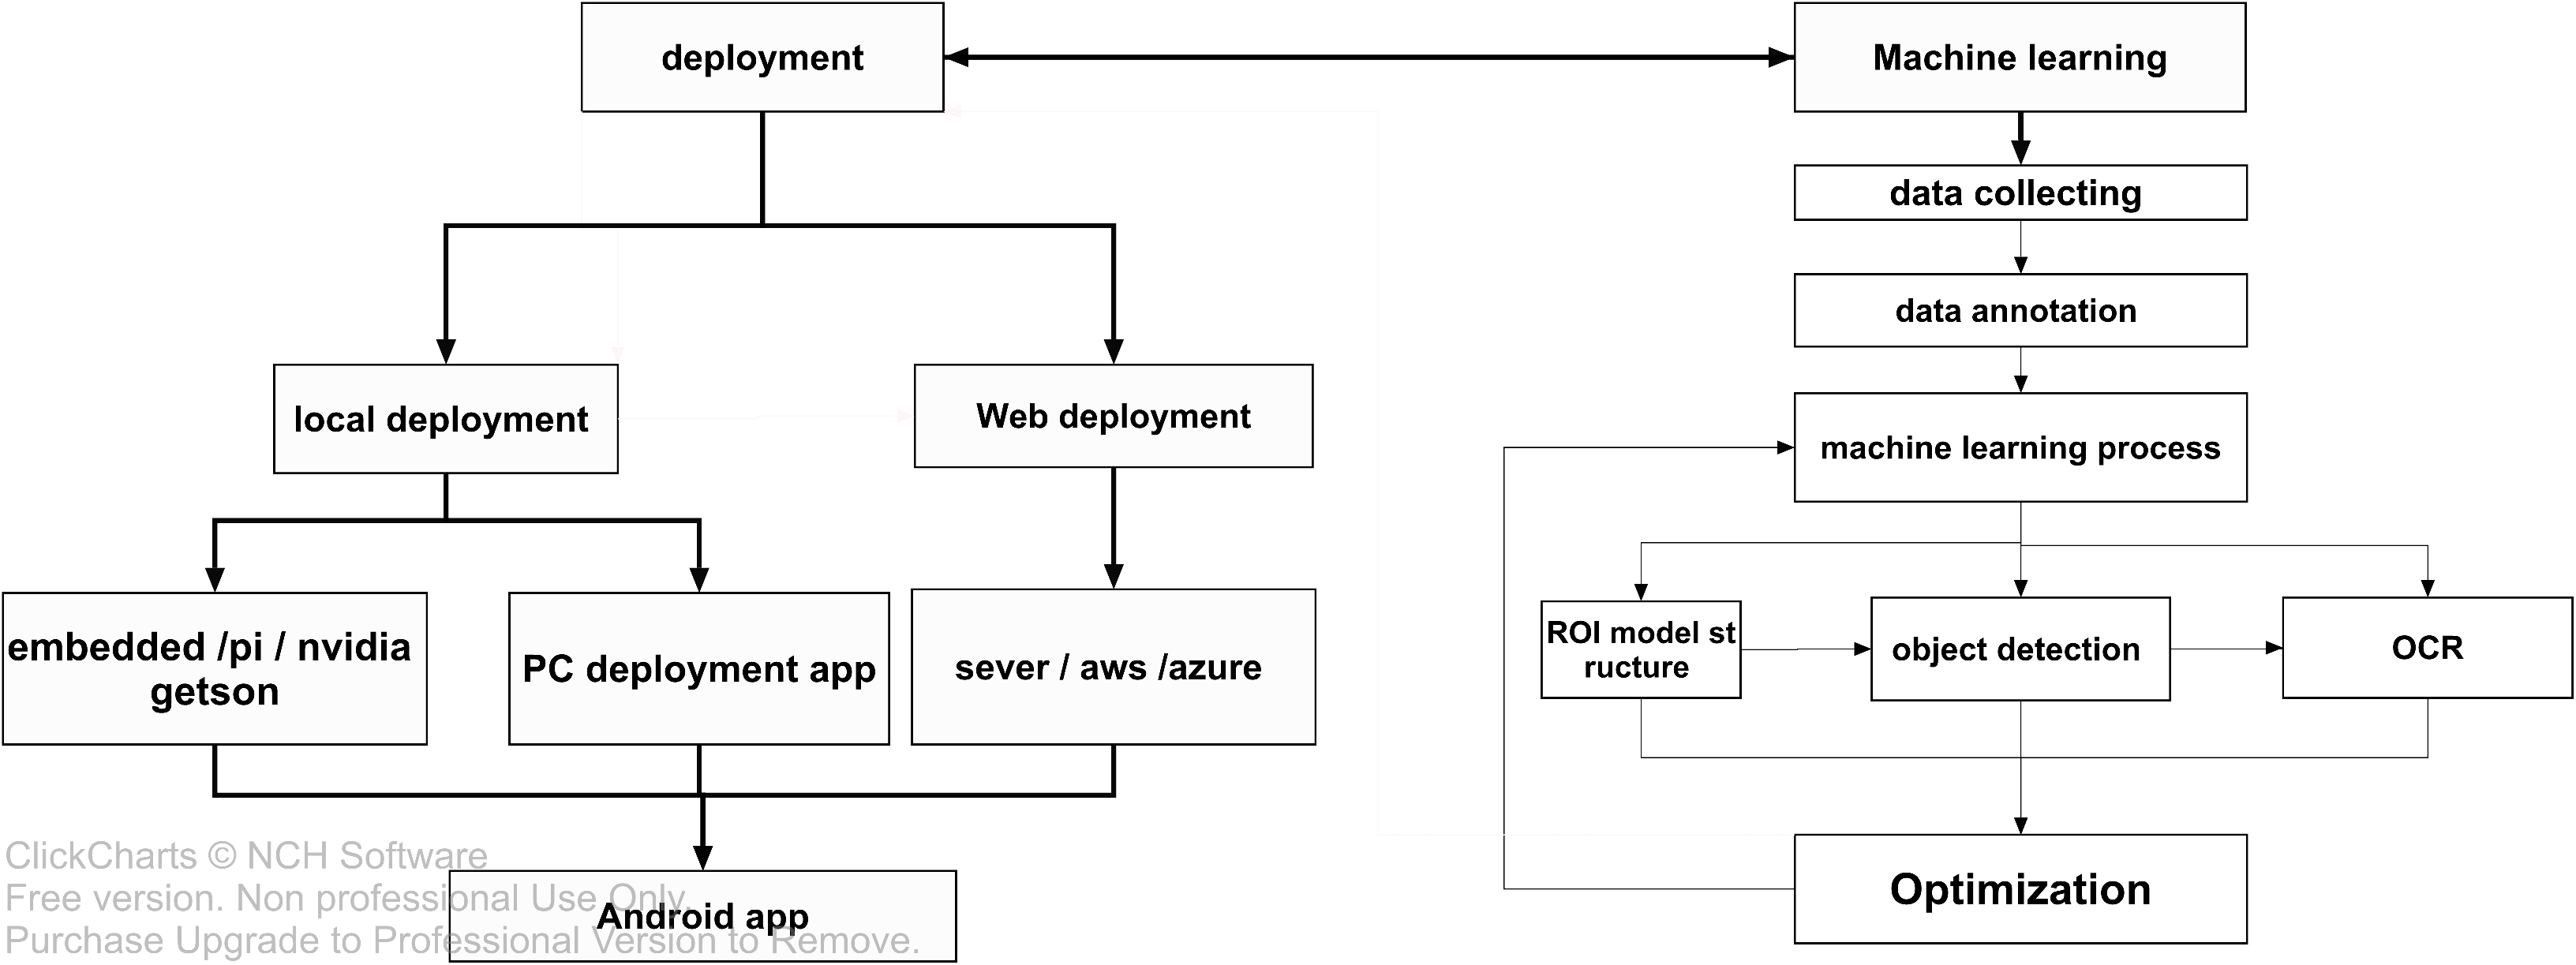 deployment
Machine learning
data collecting
data annotation
local deployment
Web deployment
machine learning process
embedded /pi / nvidia
getson
PC deployment app
sever / aws /azure
ROI model st
ructure
object detection
OCR
Optimization
Android app
ClickCharts © NCH Software
Free version. Non professional Use Only.
Purchase Upgrade to Professional Version to Remove.